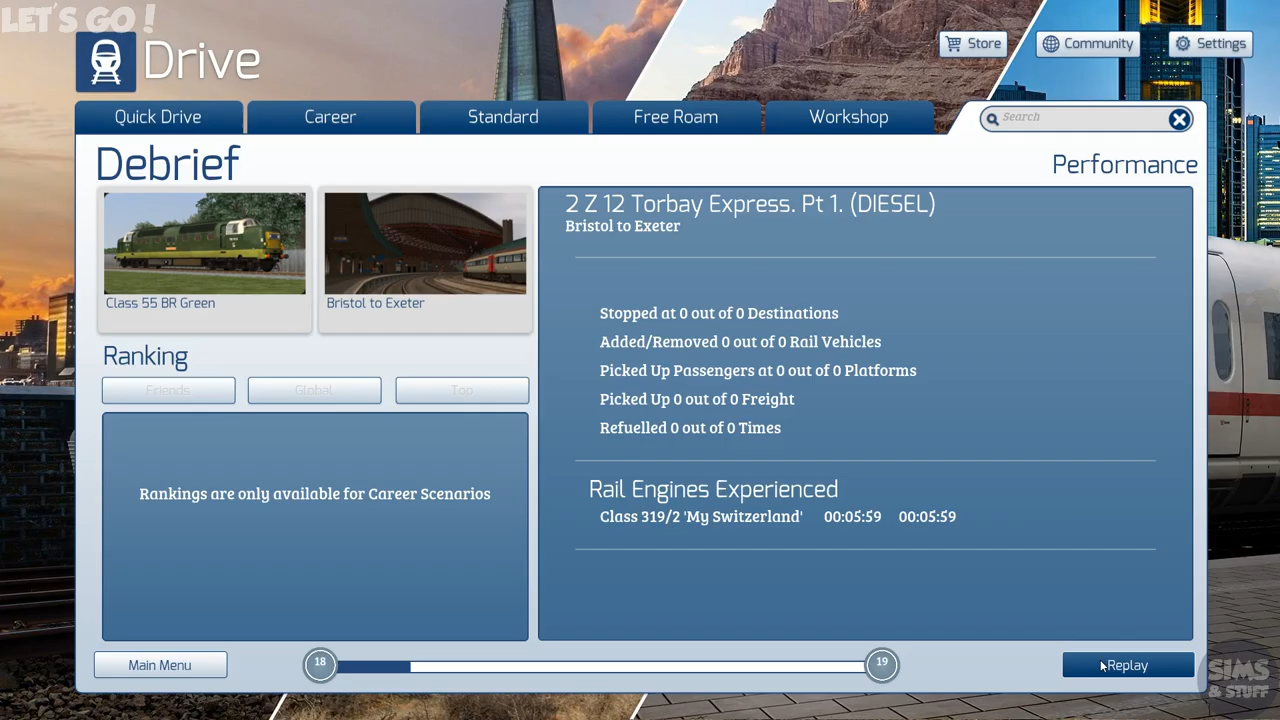 LET'S GO!
Drive
Store
Community
Settings
Quick Drive
Career
Standard
Free Roam
Workshop
Search
Debrief
Performance
Class 55 BR Green
Bristol to Exeter
Ranking
Friends
Global
Top
Rankings are only available for Career Scenarios
2 Z 12 Torbay Express. Pt 1. (DIESEL)
Bristol to Exeter
Stopped at 0 out of 0 Destinations
Added/Removed 0 out of 0 Rail Vehicles
Picked Up Passengers at 0 out of 0 Platforms
Picked Up 0 out of 0 Freight
Refuelled 0 out of 0 Times
Rail Engines Experienced
Class 319/2 'My Switzerland' 00:05:59 00:05:59
Main Menu
18
19
Replay
SIMS
& STUFF